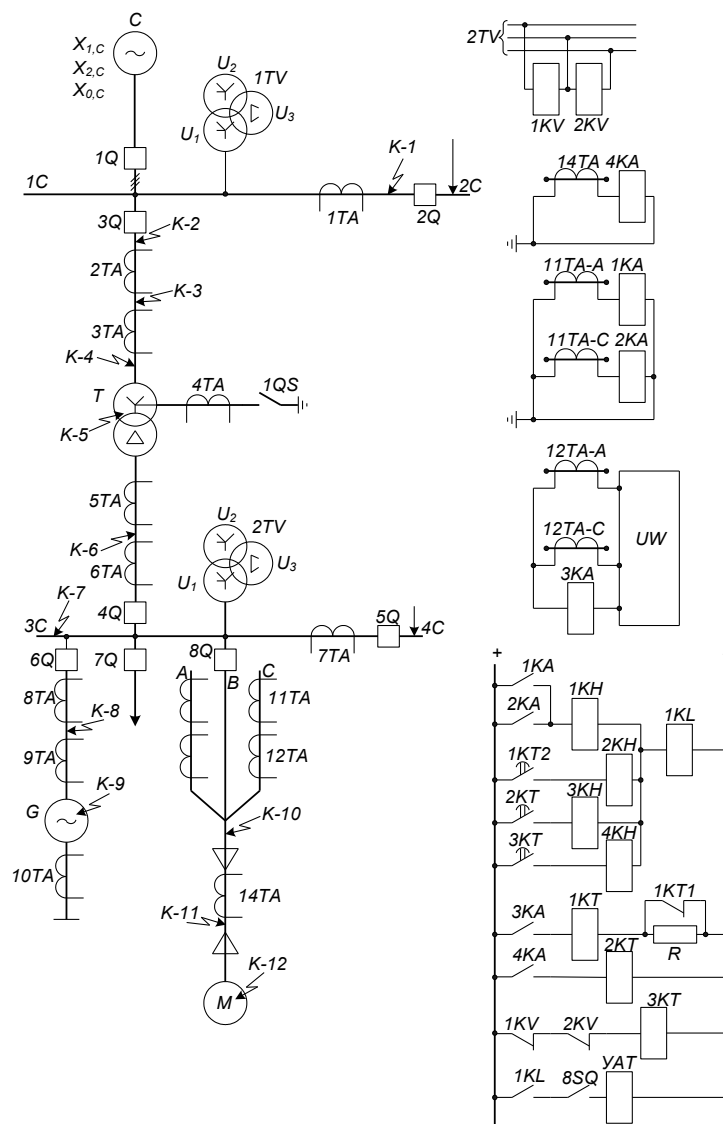 C
X1,C
X2,C
X0,C
U2
1TV
U1
U3
1Q
1C
K-1
2C
1TA
2Q
3Q
K-2
2TA
K-3
3TA
K-4
T
4TA
1QS
K-5
5TA
K-6
6TA
U2
2TV
U1
U3
4Q
K-7
3C
5Q
4C
7TA
6Q
7Q
8Q
A
B
C
8TA
11TA
K-8
9TA
12TA
G
K-9
K-10
10TA
14TA
K-11
K-12
M
2TV
1KV
2KV
14TA
4KA
11TA-A
1KA
11TA-C
2KA
12TA-A
12TA-C
UW
3KA
+
1KA
1KH
1KL
2KA
2KH
1KT2
3KH
2KT
4KH
3KT
1KT
1KT1
3KA
R
4KA
2KT
3KT
1KV
2KV
УАТ
1KL
8SQ
-